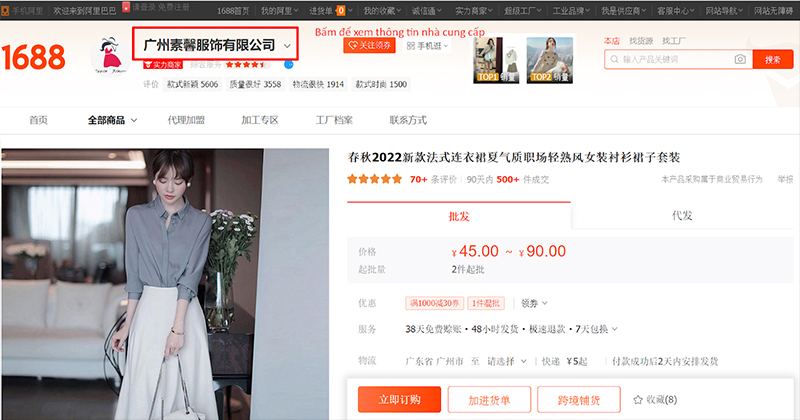 手机阿里 欢迎来到阿里巴巴 请登录 免费注册 1688首页 我的阿里 进货单 0 我的收藏 诚信通 实力商家 超级工厂 工业品牌 我是供应商 客服中心 网站导航 网站无障碍
Bấm để xem thông tin nhà cung cấp
1688
广州素馨服饰有限公司
关注领券 手机逛
实力商家 综合服务
评价 款式新颖 5606 质量很好 3558 物流很快 1914 款式时尚 1500
TOP1 销量 TOP2 销量
本店 找货源 找工厂
输入产品关键词 搜索
首页 全部商品 代理加盟 加工专区 工厂档案 联系方式
春秋2022新款法式连衣裙夏气质职场轻熟风女装衬衫裙子套装
70+ 条评价 90天内 500+ 件成交 本产品采购属于商业贸易行为 举报
批发 代发
价格 ¥ 45.00 ~ ¥ 90.00
起批量 2件起批
优惠 满1000减30券 1件混批 领券
服务 38天免费赊账 · 48小时发货 · 极速退款 · 7天包换
物流 广东省 广州市 至 请选择 快递 ¥5起 付款成功后2天内安排发货
立即订购 加进货单 跨境铺货 收藏(8)